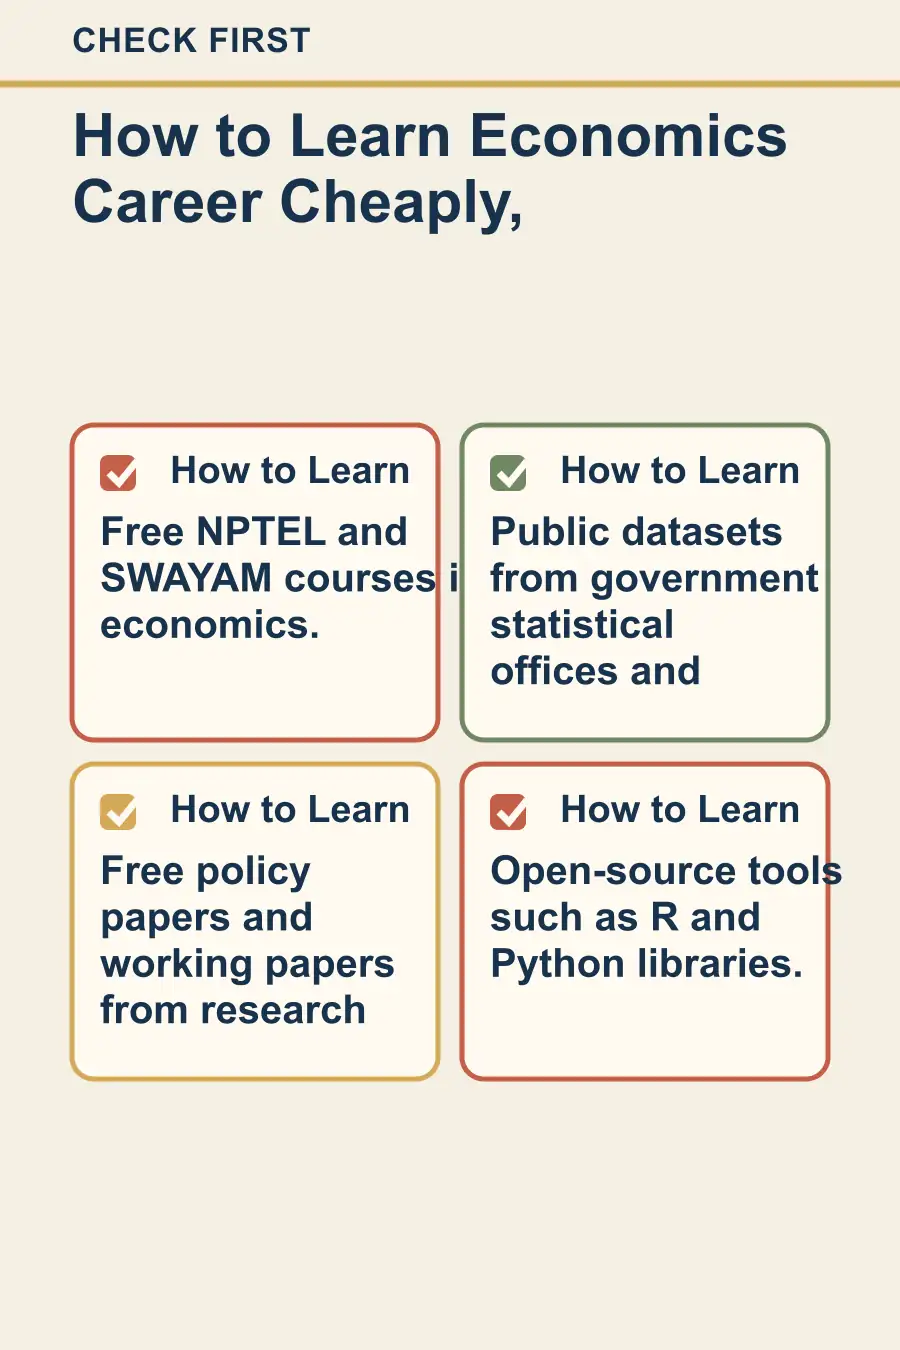 CHECK FIRST
How to Learn Economics
Career Cheaply,
How to Learn
Free NPTEL and
SWAYAM courses i
economics.
How to Learn
Public datasets
from government
statistical
offices and
How to Learn
Free policy
papers and
working papers
from research
How to Learn
Open-source tools
such as R and
Python libraries.